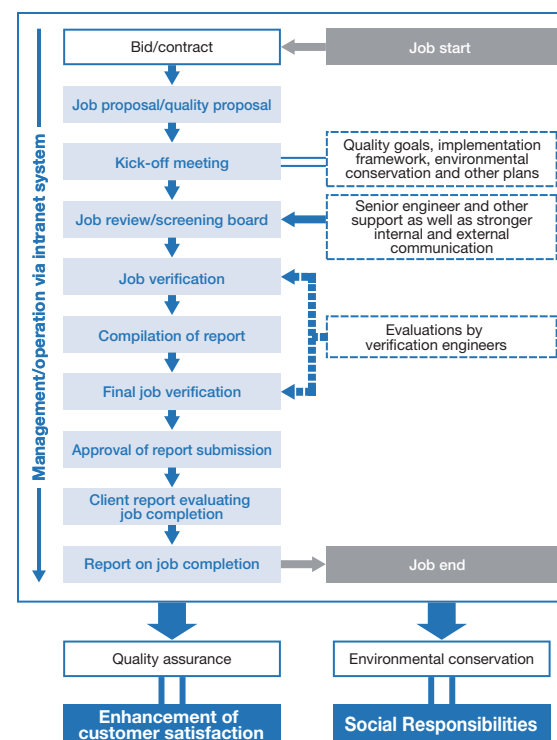 Management/operation via intranet system
Bid/contract
Job start
Job proposal/quality proposal
Kick-off meeting
Quality goals, implementation
framework, environmental
conservation and other plans
Job review/screening board
Senior engineer and other
support as well as stronger
internal and external
communication
Job verification
Compilation of report
Evaluations by
verification engineers
Final job verification
Approval of report submission
Client report evaluating
job completion
Report on job completion
Job end
Quality assurance
Environmental conservation
Enhancement of
customer satisfaction
Social Responsibilities